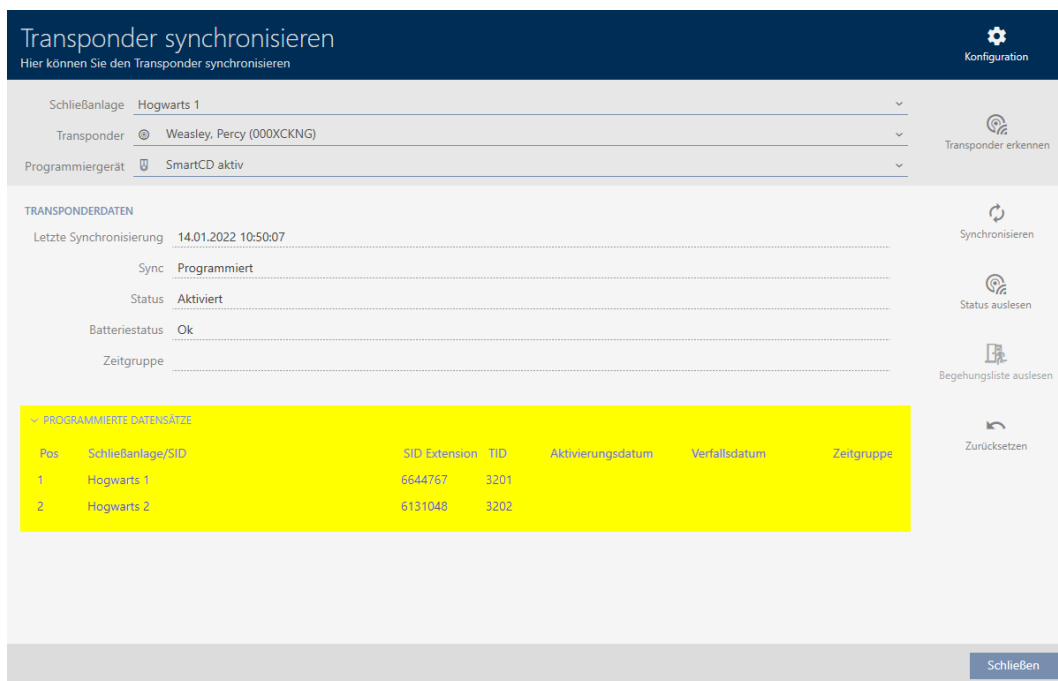 Transponder synchronisieren
Hier können Sie den Transponder synchronisieren
Konfiguration
Schließanlage Hogwarts 1
Transponder Weasley, Percy (000XCKNG)
Programmiergerät SmartCD aktiv
Transponder erkennen
TRANSPONDERDATEN
Letzte Synchronisierung 14.01.2022 10:50:07
Sync Programmiert
Status Aktiviert
Batteriestatus Ok
Zeitgruppe
Synchronisieren
Status auslesen
Begehungsliste auslesen
Zurücksetzen
PROGRAMMIERTE DATENSÄTZE
Pos Schließanlage/SID SID Extension TID Aktivierungsdatum Verfallsdatum Zeitgruppe
1 Hogwarts 1 6644767 3201
2 Hogwarts 2 6131048 3202
Schließen